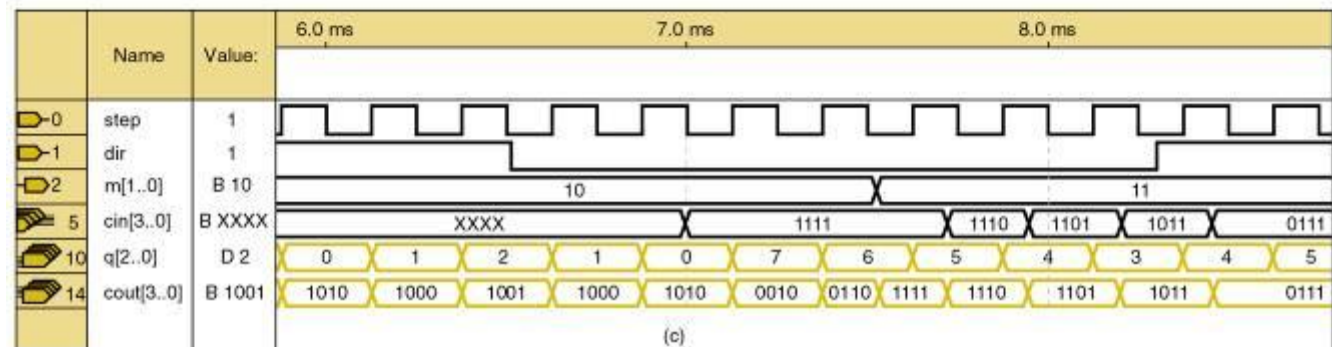 6.0 ms 7.0 ms 8.0 ms
Name Value:
0 step 1
1 dir 1
2 m[1..0] B 10 10 11
5 cin[3..0] B XXXX XXXX 1111 1110 1101 1011 0111
10 q[2..0] D 2 0 1 2 1 0 7 6 5 4 3 4 5
14 cout[3..0] B 1001 1010 1000 1001 1000 1010 0010 0110 1111 1110 1101 1011 0111
(c)